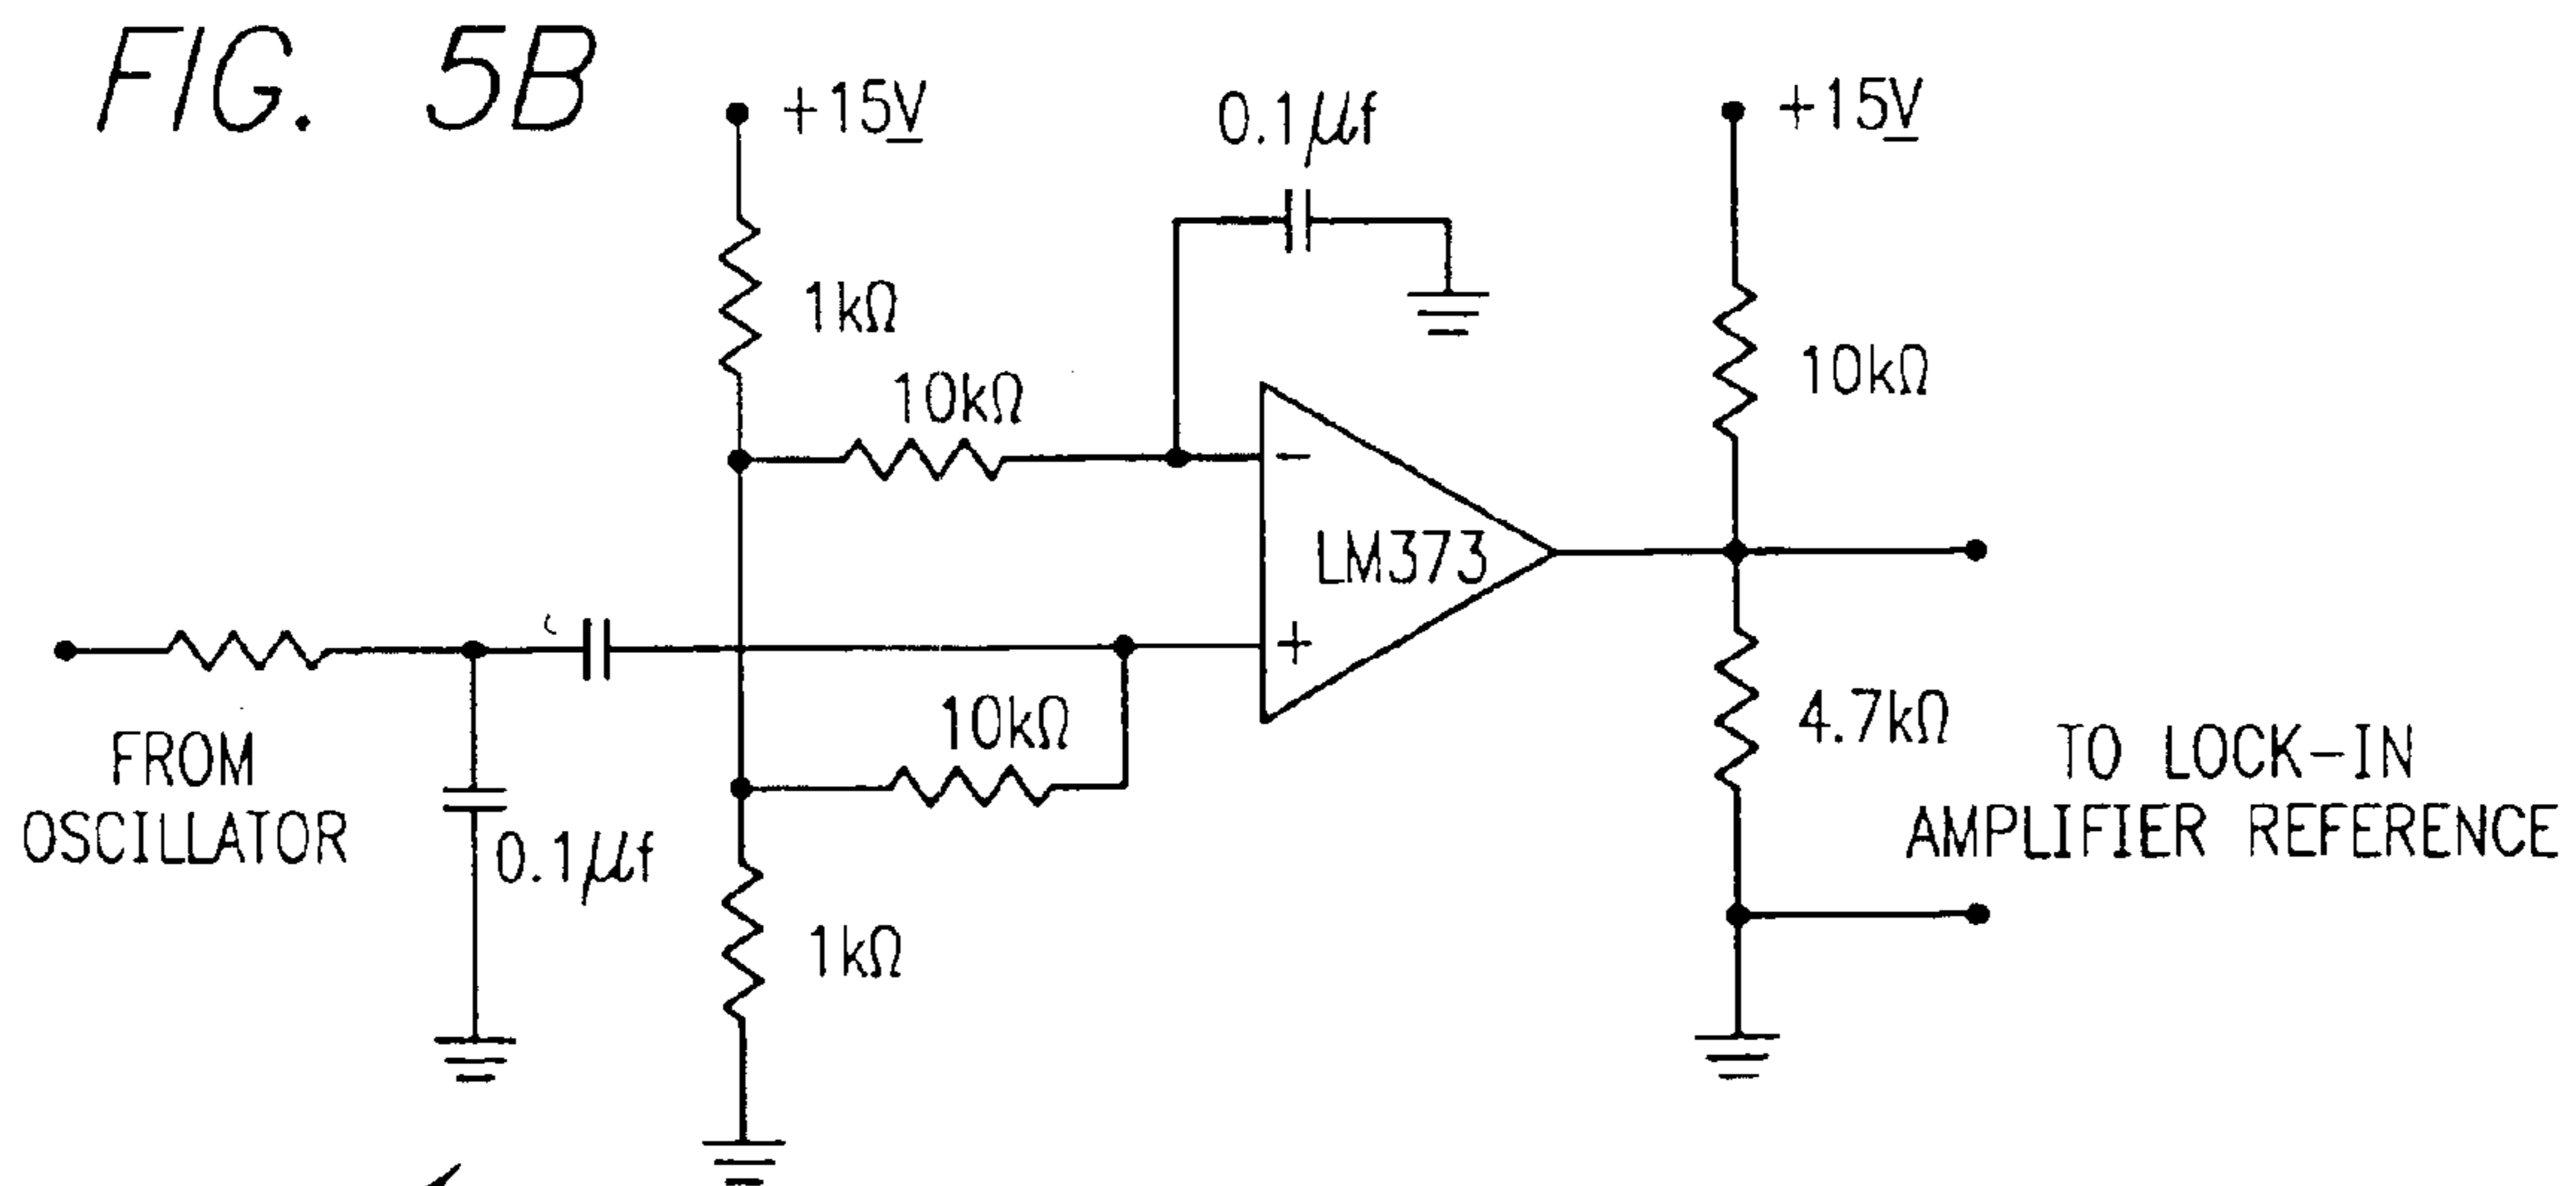 FIG. 5B
+15V
0.1μf
+15V
1kΩ
10kΩ
10kΩ
−
LM373
+
10kΩ
4.7kΩ
FROM
OSCILLATOR
0.1μf
1kΩ
TO LOCK-IN
AMPLIFIER REFERENCE